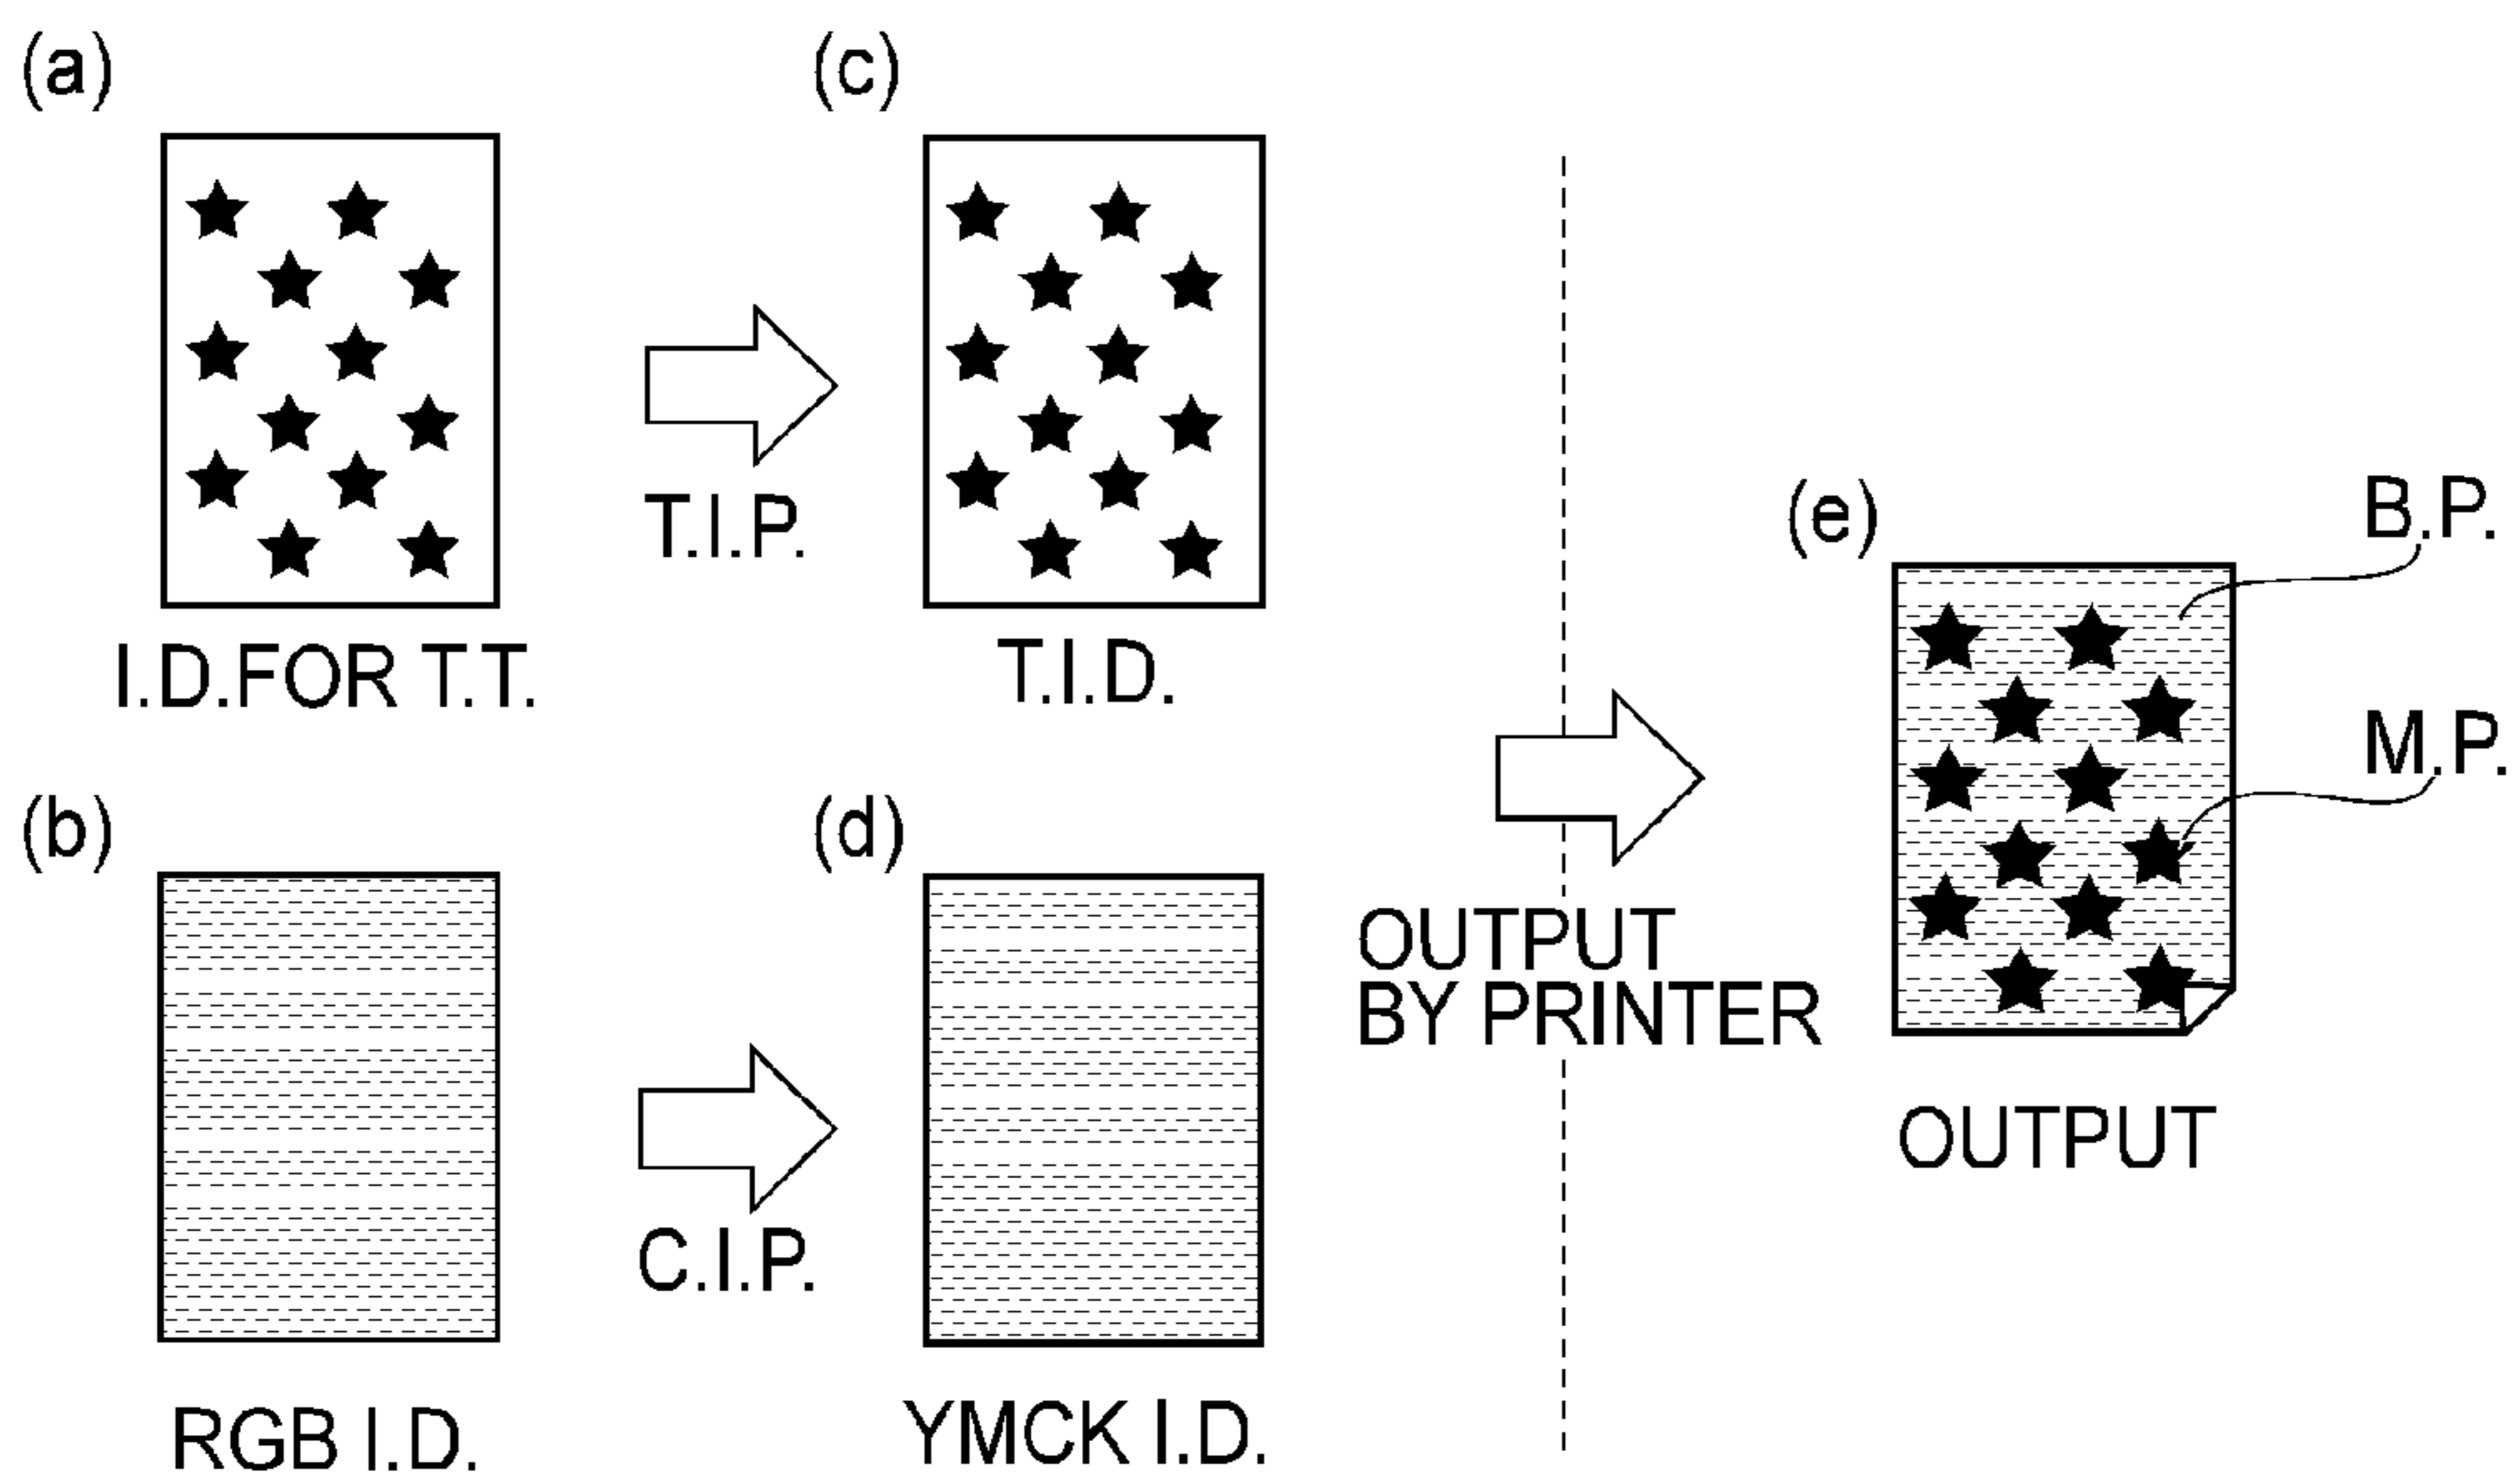 (a)
(c)
T.I.P.
I.D.FOR T.T.
T.I.D.
(b)
(d)
C.I.P.
RGB I.D.
YMCK I.D.
OUTPUT
BY PRINTER
(e)
B.P.
M.P.
OUTPUT